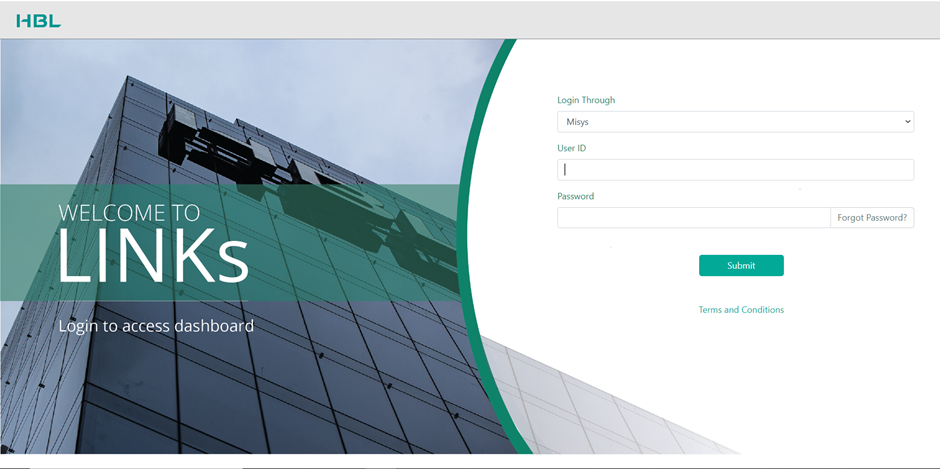 HBL
WELCOME TO
LINKs
Login to access dashboard
Login Through
Misys
User ID
Password
Forgot Password?
Submit
Terms and Conditions